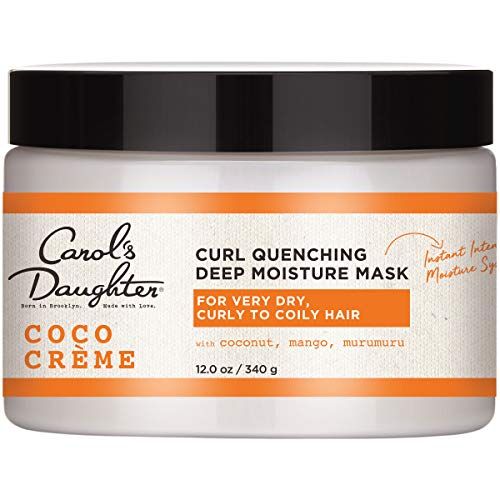 Carol's
Daughter®
Born in Brooklyn. Made with Love.
COCO
CRÈME
CURL QUENCHING
DEEP MOISTURE MASK
FOR VERY DRY,
CURLY TO COILY HAIR
with coconut, mango, murumuru
12.0 oz / 340 g
Instant
Moisture